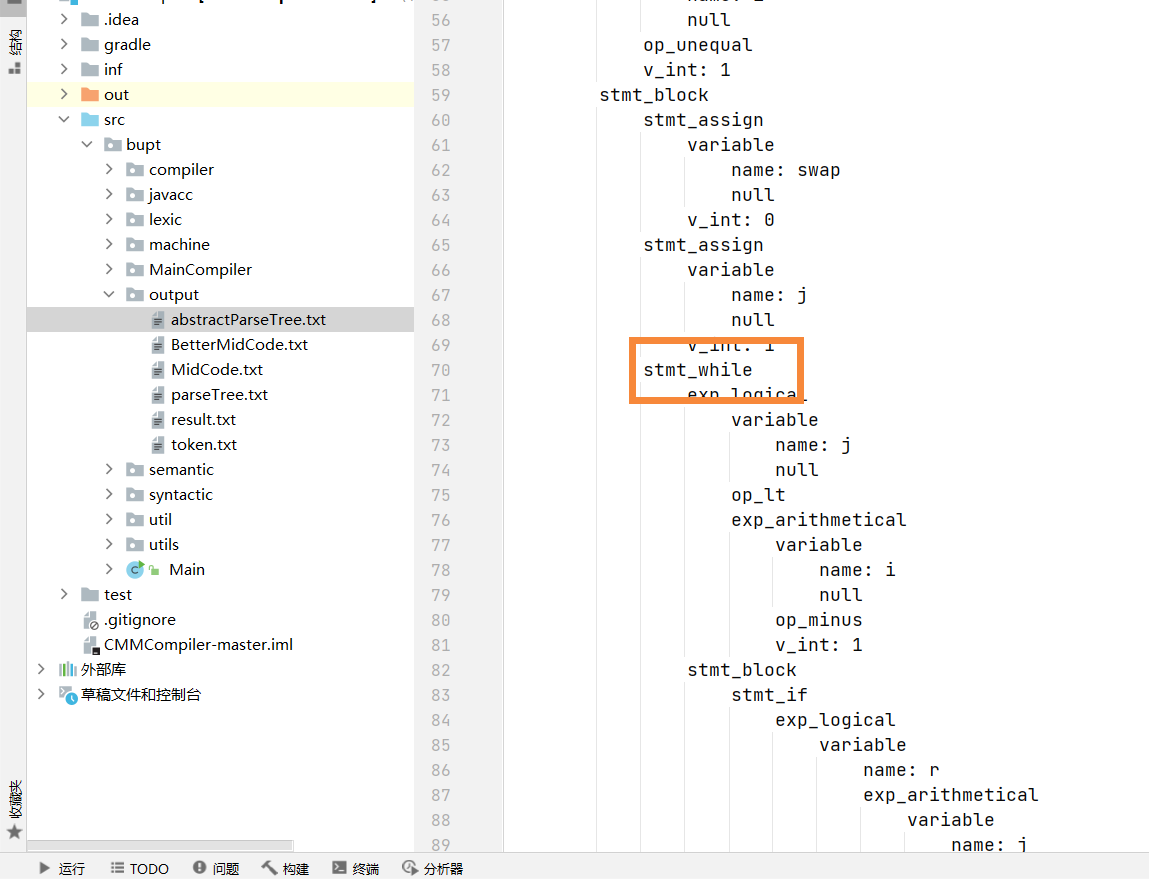 结构
.idea
gradle
inf
out
src
bupt
compiler
javacc
lexic
machine
MainCompiler
output
abstractParseTree.txt
BetterMidCode.txt
MidCode.txt
parseTree.txt
result.txt
token.txt
semantic
syntactic
util
utils
Main
test
.gitignore
CMMCompiler-master.iml
外部库
草稿文件和控制台
收藏夹
56 null
57 op_unequal
58 v_int: 1
59 stmt_block
60 stmt_assign
61 variable
62 name: swap
63 null
64 v_int: 0
65 stmt_assign
66 variable
67 name: j
68 null
69 v_int: 1
70 stmt_while
71 exp_logical
72 variable
73 name: j
74 null
75 op_lt
76 exp_arithmetical
77 variable
78 name: i
79 null
80 op_minus
81 v_int: 1
82 stmt_block
83 stmt_if
84 exp_logical
85 variable
86 name: r
87 exp_arithmetical
88 variable
89 name: j
运行 TODO 问题 构建 终端 分析器